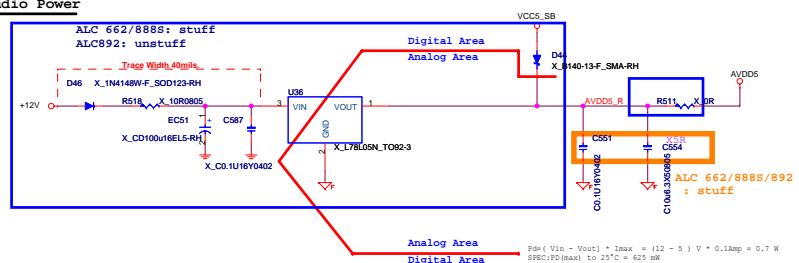 udio Power
VCC5_SB
ALC 662/888S: stuff
ALC892: unstuff
Digital Area
Analog Area
Trace Width 40mils.
D46 X_1N4148W-F_SOD123-RH
X_B140-13-F_SMA-RH
AVDD5
+12V
R518 X_10R0805
U36
3 VIN VOUT 1
GND
2
AVDD5_R
R511 X_0R
EC51
1
+
2
C587
X_CD100u16EL5-RH
X_L78L05N_TO92-3
X_C0.1U16Y0402
C551
C0.1U16Y0402
X5R
C554
C10u6.3X50805
ALC 662/888S/892
: stuff
F
F
F
Analog Area
Digital Area
Pd=( Vin - Vout] * Imax = (12 - 5 ) V * 0.1Amp = 0.7 W
SPEC:PD(max) to 25°C = 625 mW